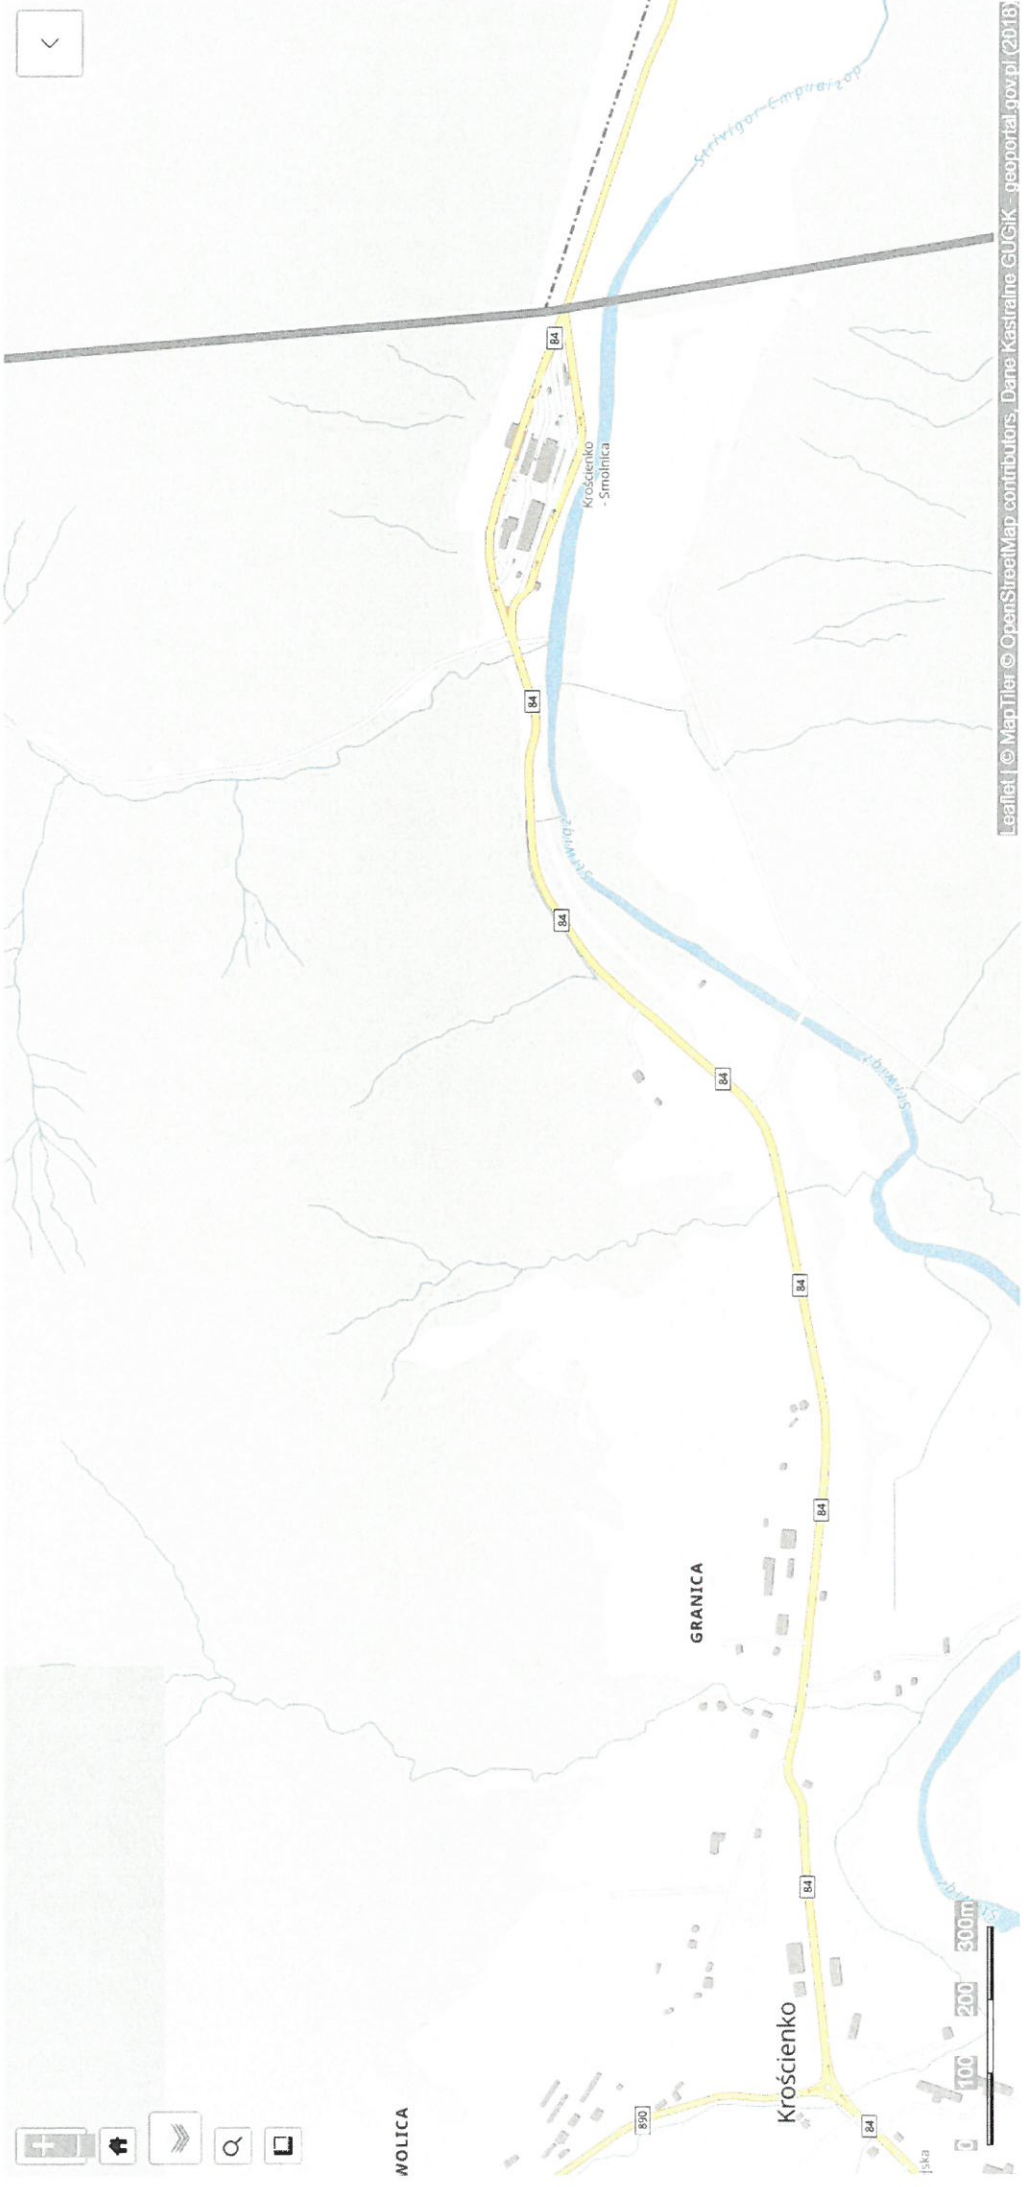 WOLICA
890
Krościenko
84
84
84
GRANICA
84
84
84
84
84
84
Krościenko
- Smolnica
Strwiąż
Strwiąż
0 100 200 300m
Leaflet | © MapTiler © OpenStreetMap contributors, Dane Kastralne GUGiK - geoportal.gov.pl (2018)